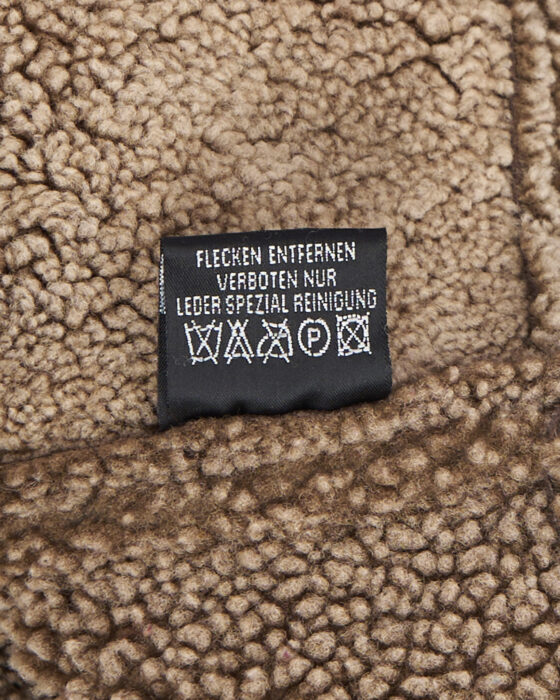 FLECKEN ENTFERNEN
VERBOTEN NUR
LEDER SPEZIAL REINIGUNG
P